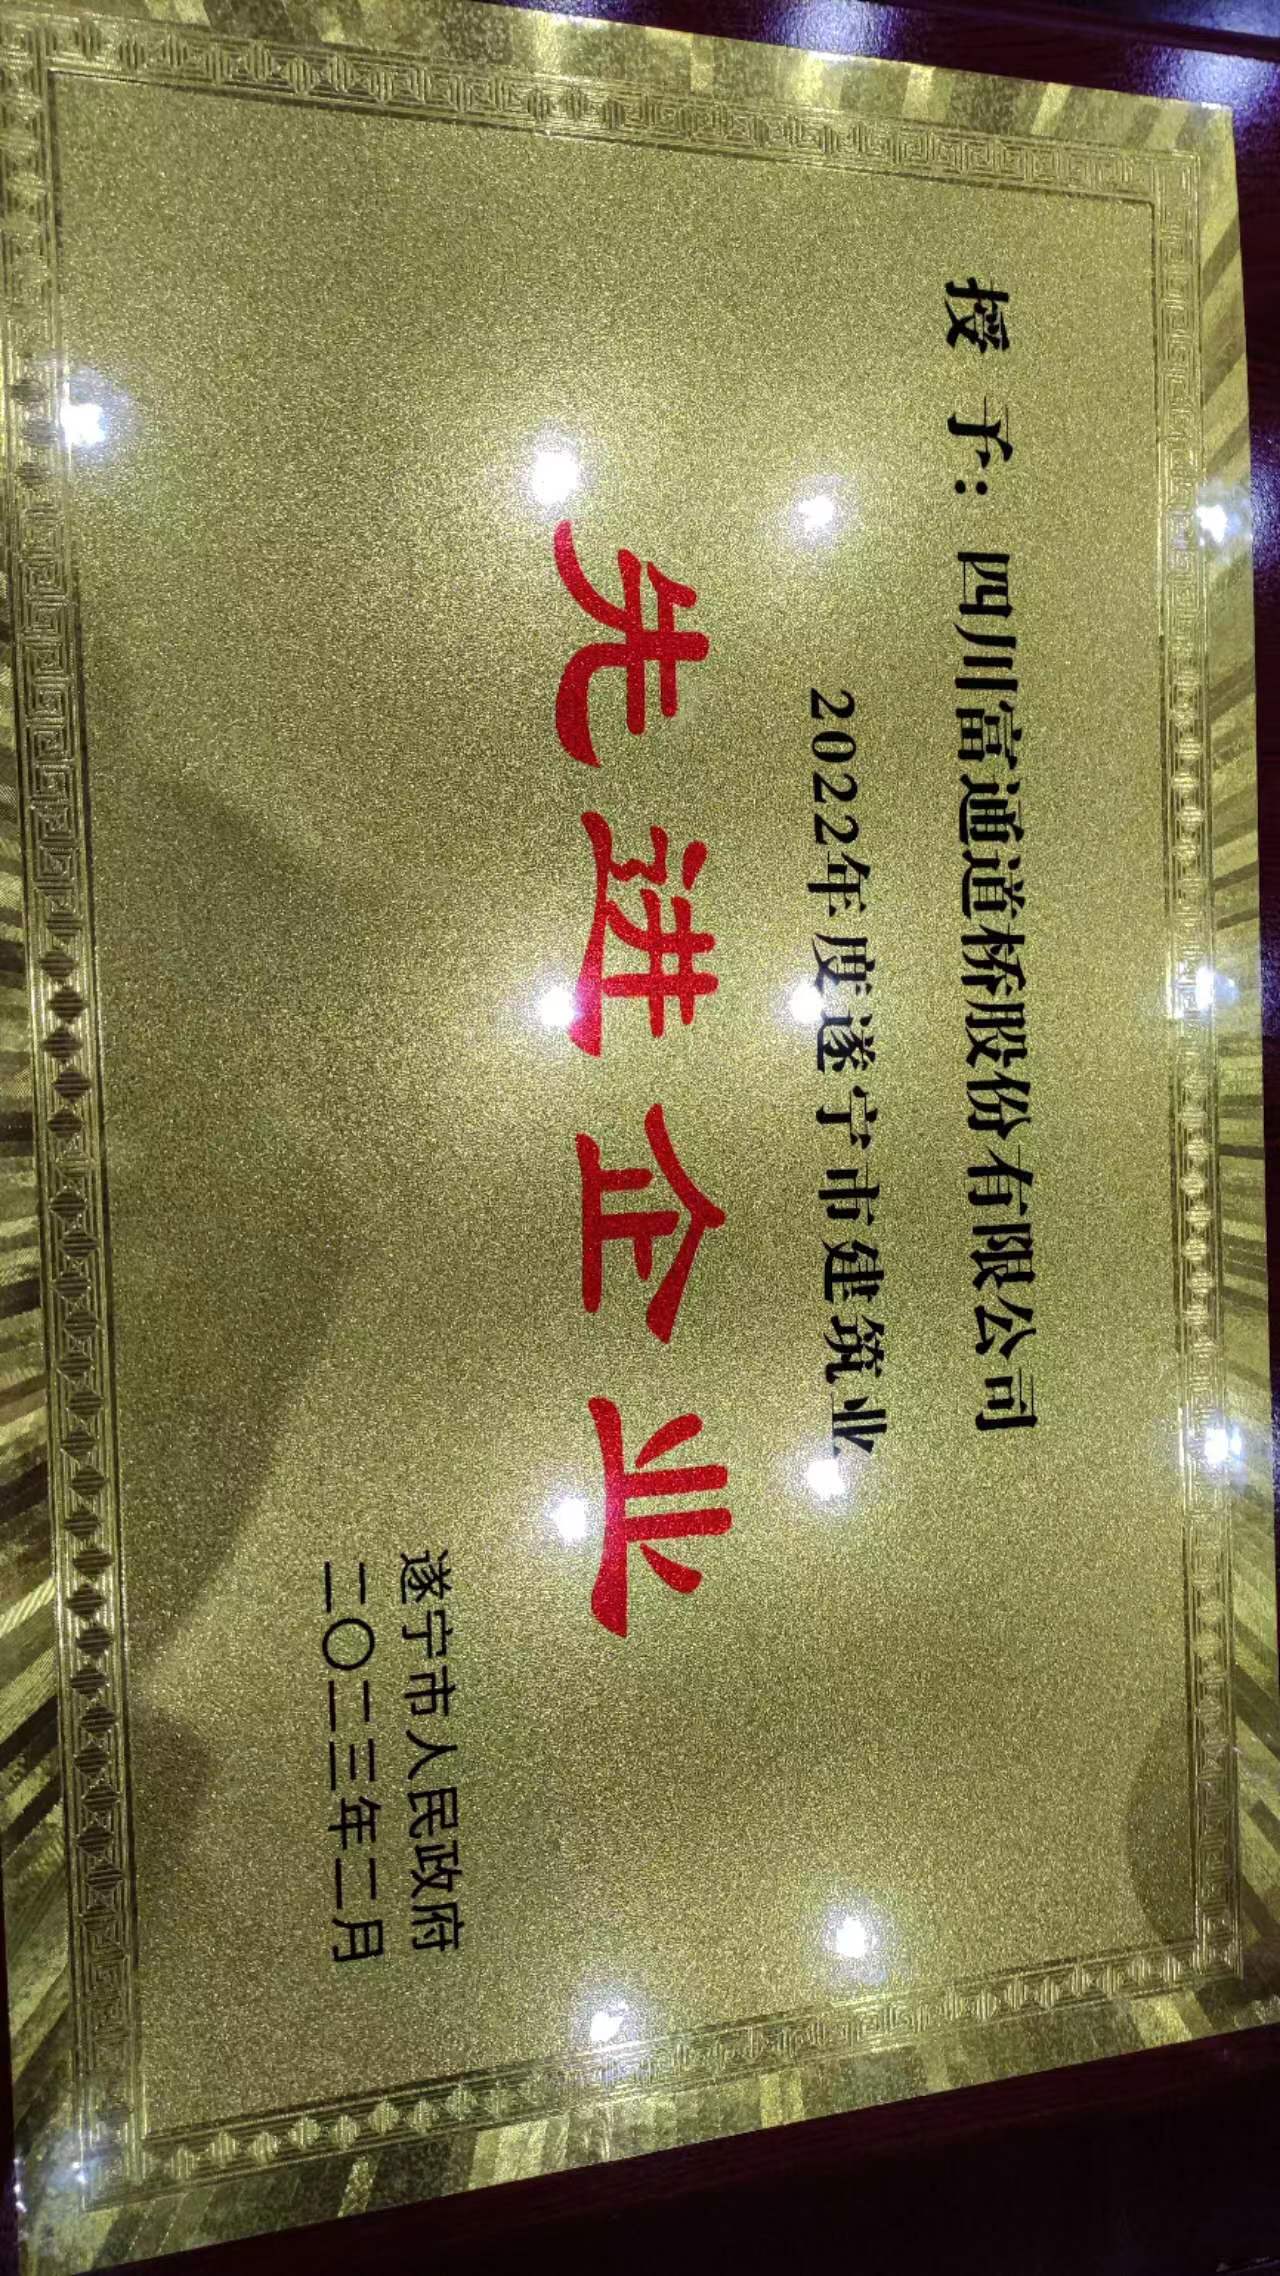 授予：四川富通道桥股份有限公司
2022年度遂宁市建筑业
先进企业
遂宁市人民政府
二〇二三年二月